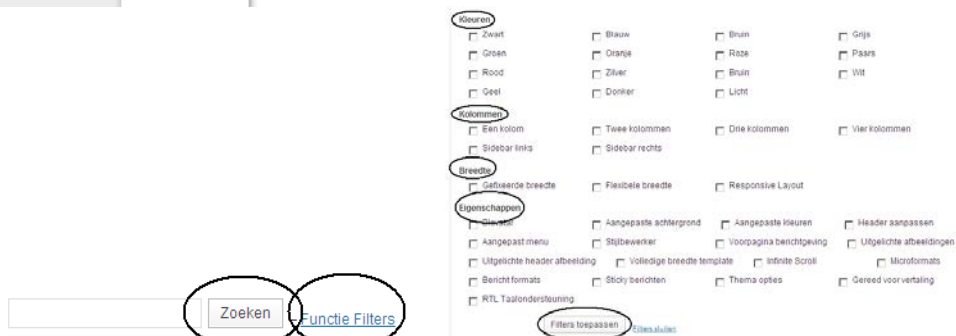 Zoeken
Functie Filters
Kleuren
Zwart Blauw Bruin Grijs
Groen Oranje Roze Paars
Rood Zilver Bruin Wit
Geel Donker Licht
Kolommen
Een kolom Twee kolommen Drie kolommen Vier kolommen
Sidebar links Sidebar rechts
Breedte
Gefixeerde breedte Flexibele breedte Responsive Layout
Eigenschappen
Aangepaste achtergrond Aangepaste kleuren Header aanpassen
Aangepast menu Stijlbewerker Voorpagina berichtgeving Uitgelichte afbeeldingen
Uitgelichte header afbeelding Volledige breedte template Infinite Scroll Microformats
Bericht formats Sticky berichten Thema opties Gereed voor vertaling
RTL Taalondersteuning
Filters toepassen Filters sluiten